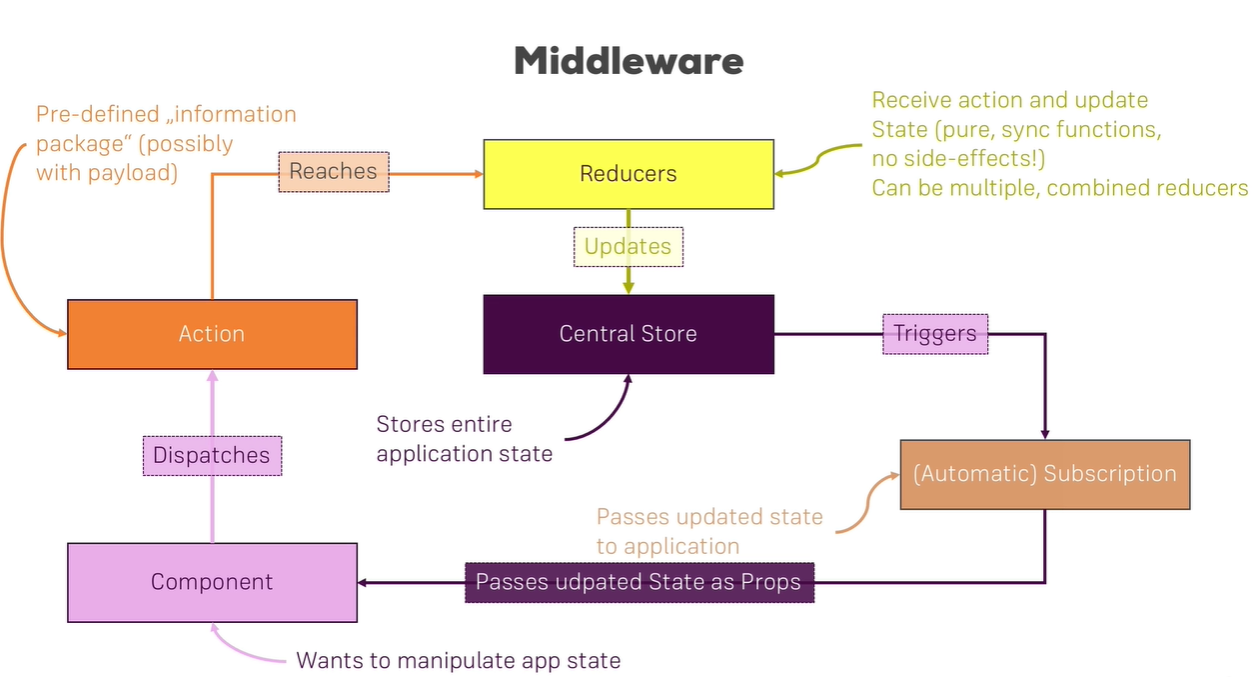 Middleware
Pre-defined „information
package“ (possibly
with payload)
Reaches
Reducers
Receive action and update
State (pure, sync functions,
no side-effects!)
Can be multiple, combined reducers
Updates
Action
Central Store
Triggers
Stores entire
application state
Dispatches
(Automatic) Subscription
Passes updated state
to application
Component
Passes udpated State as Props
Wants to manipulate app state